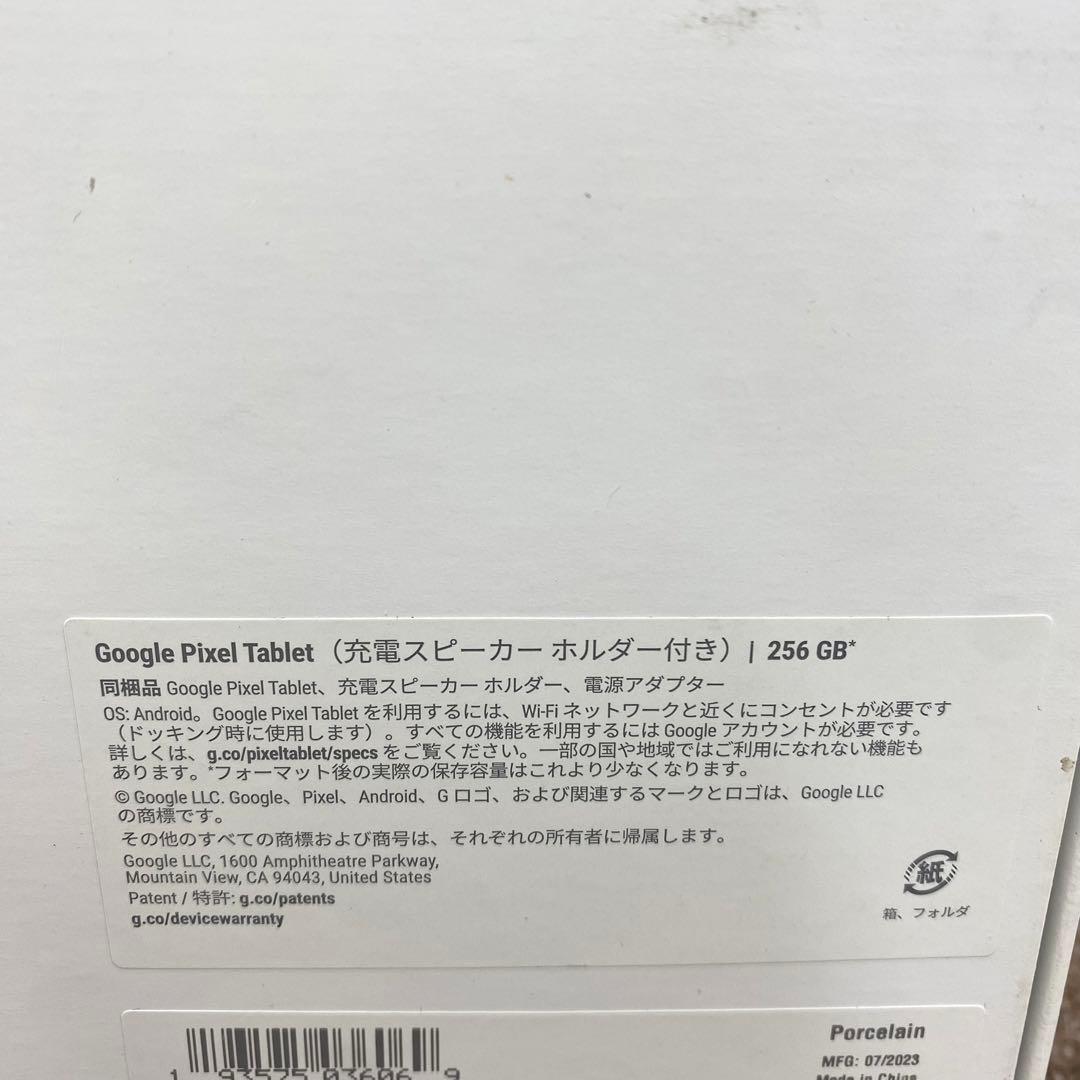 Google Pixel Tablet（充電スピーカー ホルダー付き）| 256 GB*
同梱品 Google Pixel Tablet、充電スピーカー ホルダー、電源アダプター
OS: Android。Google Pixel Tablet を利用するには、Wi-Fi ネットワークと近くにコンセントが必要です
（ドッキング時に使用します）。すべての機能を利用するには Google アカウントが必要です。
詳しくは、g.co/pixeltablet/specs をご覧ください。一部の国や地域ではご利用になれない機能も
あります。*フォーマット後の実際の保存容量はこれより少なくなります。
© Google LLC. Google、Pixel、Android、G ロゴ、および関連するマークとロゴは、Google LLC
の商標です。
その他のすべての商標および商号は、それぞれの所有者に帰属します。
Google LLC, 1600 Amphitheatre Parkway,
Mountain View, CA 94043, United States
Patent / 特許: g.co/patents
g.co/devicewarranty
紙
箱、フォルダ
Porcelain
MFG: 07/2023
Made in China
1 93575 03606 9